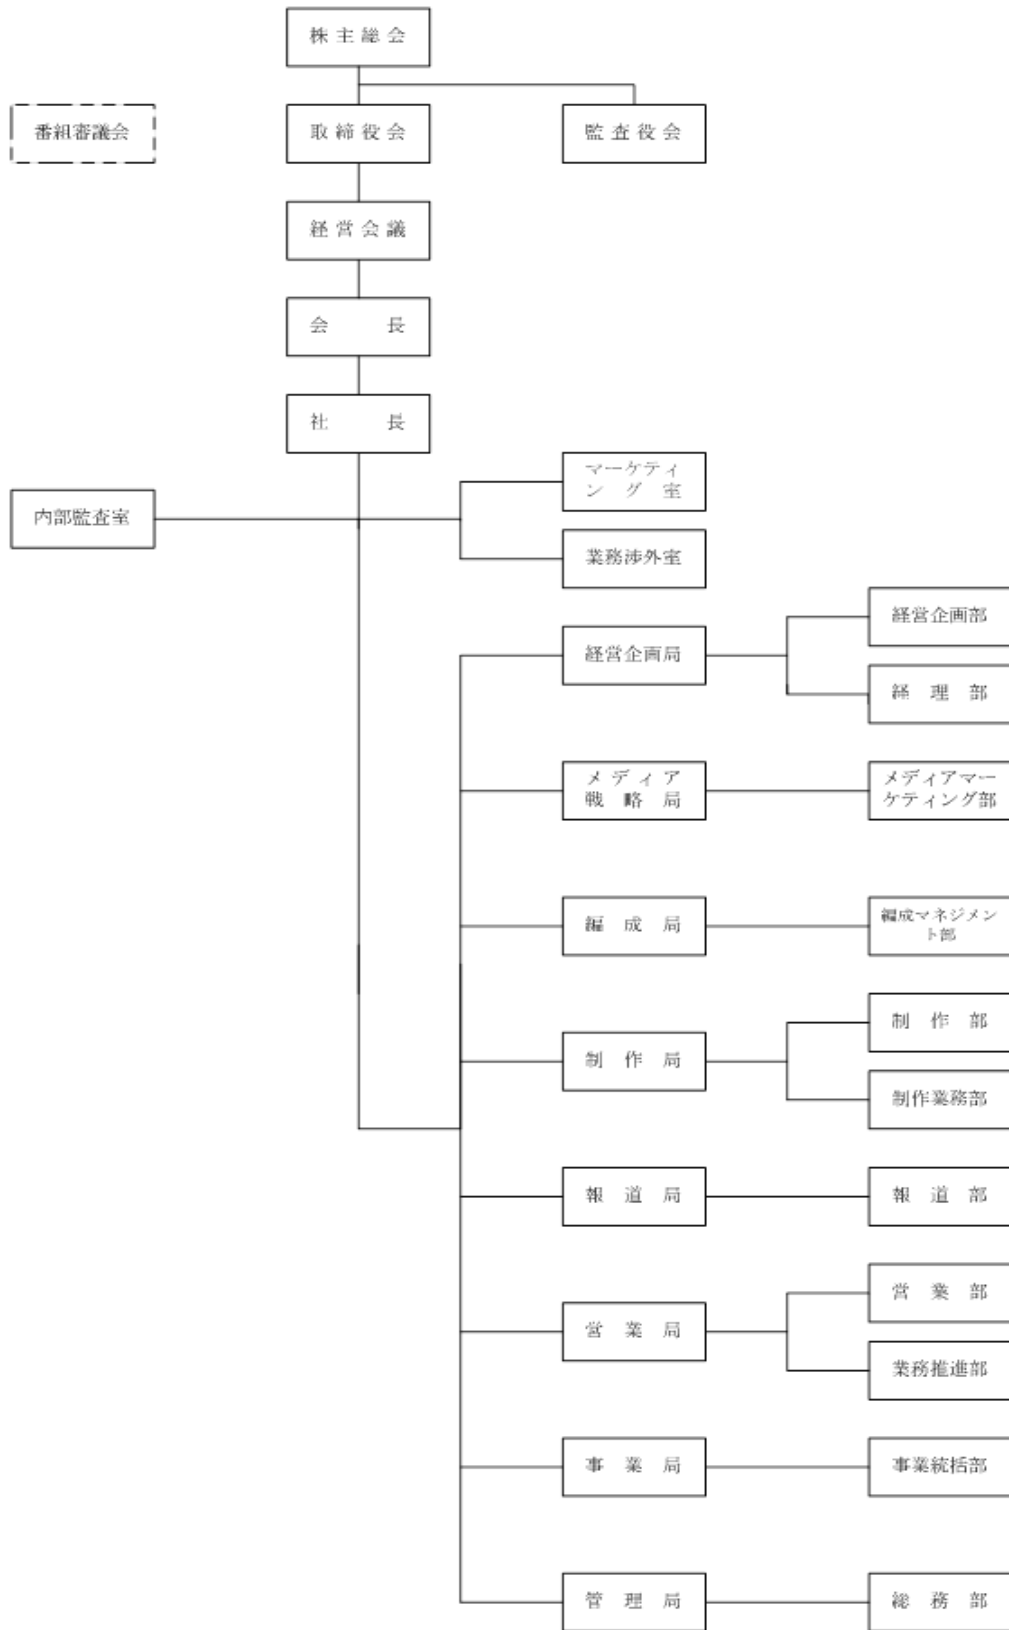 株主総会
番組審議会
取締役会
監査役会
経営会議
会長
社長
マーケティ
ング室
内部監査室
業務渉外室
経営企画局
経営企画部
経理部
メディア
戦略局
メディアマー
ケティング部
編成局
編成マネジメン
ト部
制作局
制作部
制作業務部
報道局
報道部
営業局
営業部
業務推進部
事業局
事業統括部
管理局
総務部